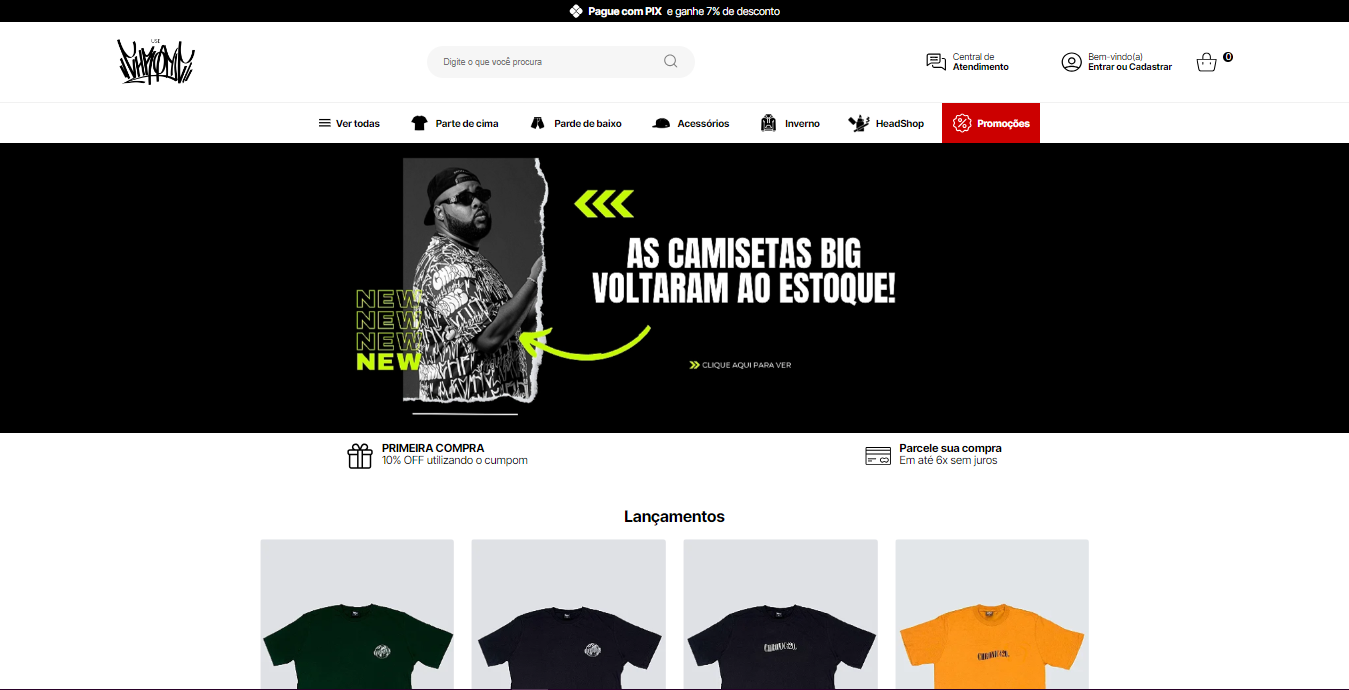 Pague com PIX e ganhe 7% de desconto
USE
Digite o que você procura
Central de
Atendimento
Bem-vindo(a)
Entrar ou Cadastrar
0
Ver todas
Parte de cima
Parde de baixo
Acessórios
Inverno
HeadShop
Promoções
NEW
NEW
NEW
NEW
AS CAMISETAS BIG
VOLTARAM AO ESTOQUE!
CLIQUE AQUI PARA VER
PRIMEIRA COMPRA
10% OFF utilizando o cumpom
Parcele sua compra
Em até 6x sem juros
Lançamentos